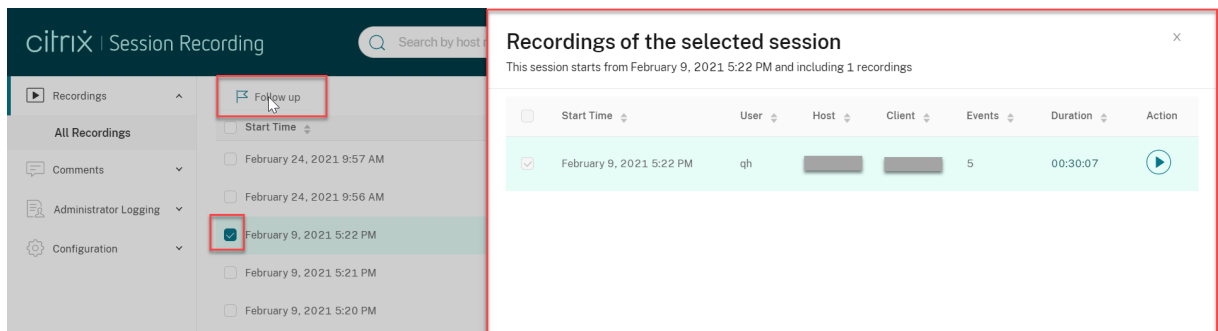 citrix | Session Recording
Search by host
Recordings
All Recordings
Comments
Administrator Logging
Configuration
Follow up
Start Time
February 24, 2021 9:57 AM
February 24, 2021 9:56 AM
February 9, 2021 5:22 PM
February 9, 2021 5:21 PM
February 9, 2021 5:20 PM
Recordings of the selected session
This session starts from February 9, 2021 5:22 PM and including 1 recordings
Start Time User Host Client Events Duration Action
February 9, 2021 5:22 PM qh 5 00:30:07